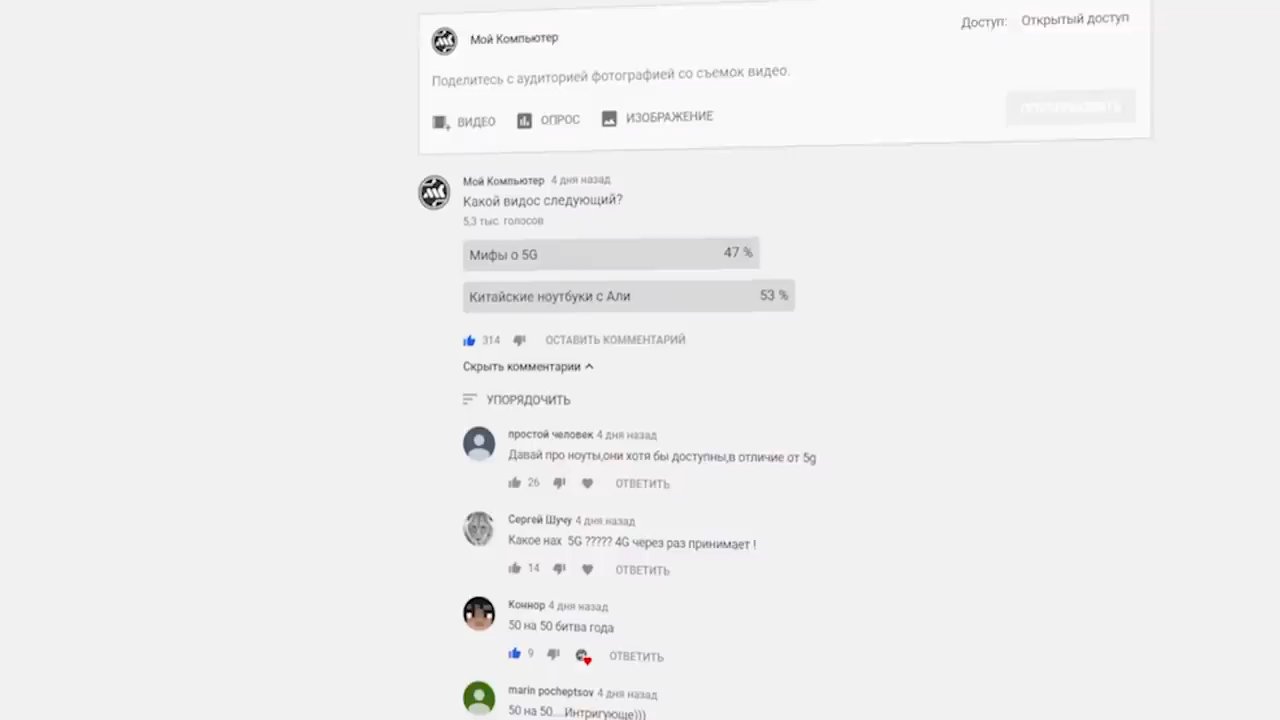 Мой Компьютер
Доступ: Открытый доступ
Поделитесь с аудиторией фотографией со съемок видео.
ВИДЕО ОПРОС ИЗОБРАЖЕНИЕ
Мой Компьютер 4 дня назад
Какой видос следующий?
5,3 тыс. голосов
Мифы о 5G 47 %
Китайские ноутбуки с Али 53 %
314 ОСТАВИТЬ КОММЕНТАРИЙ
Скрыть комментарии
УПОРЯДОЧИТЬ
простой человек 4 дня назад
Давай про ноуты,они хотя бы доступны,в отличие от 5g
26 ОТВЕТИТЬ
Сергей Шучу 4 дня назад
Какое нах 5G ????? 4G через раз принимает !
14 ОТВЕТИТЬ
Коннор 4 дня назад
50 на 50 битва года
9 ОТВЕТИТЬ
marin pocheptsov 4 дня назад
50 на 50....Интригующе)))